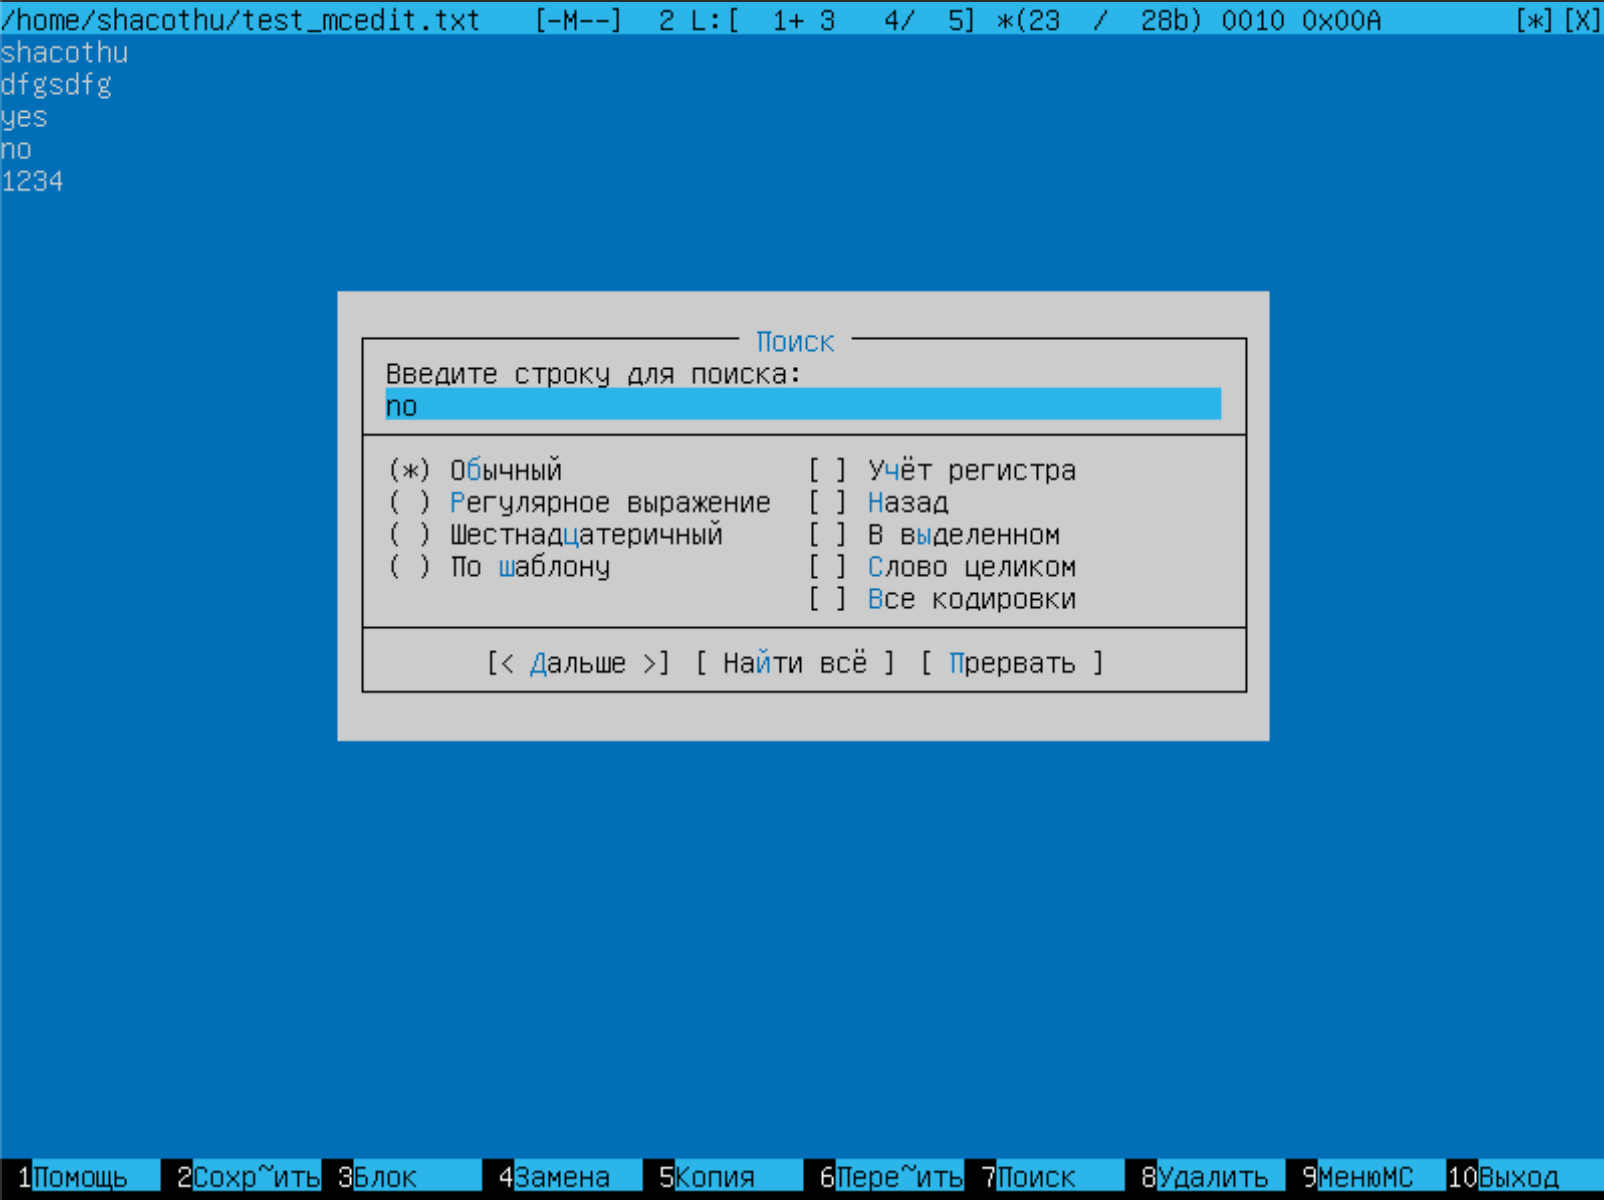 /home/shacothu/test_mcedit.txt [-M--] 2 L:[ 1+ 3 4/ 5] *(23 / 28b) 0010 0x00A [*][X]
shacothu
dfgsdfg
yes
no
1234
Поиск
Введите строку для поиска:
no
(*) Обычный [ ] Учёт регистра
( ) Регулярное выражение [ ] Назад
( ) Шестнадцатеричный [ ] В выделенном
( ) По шаблону [ ] Слово целиком
[ ] Все кодировки
[< Дальше >] [ Найти всё ] [ Прервать ]
1Помощь 2Сохр~ить 3Блок 4Замена 5Копия 6Пере~ить 7Поиск 8Удалить 9МенюMC 10Выход